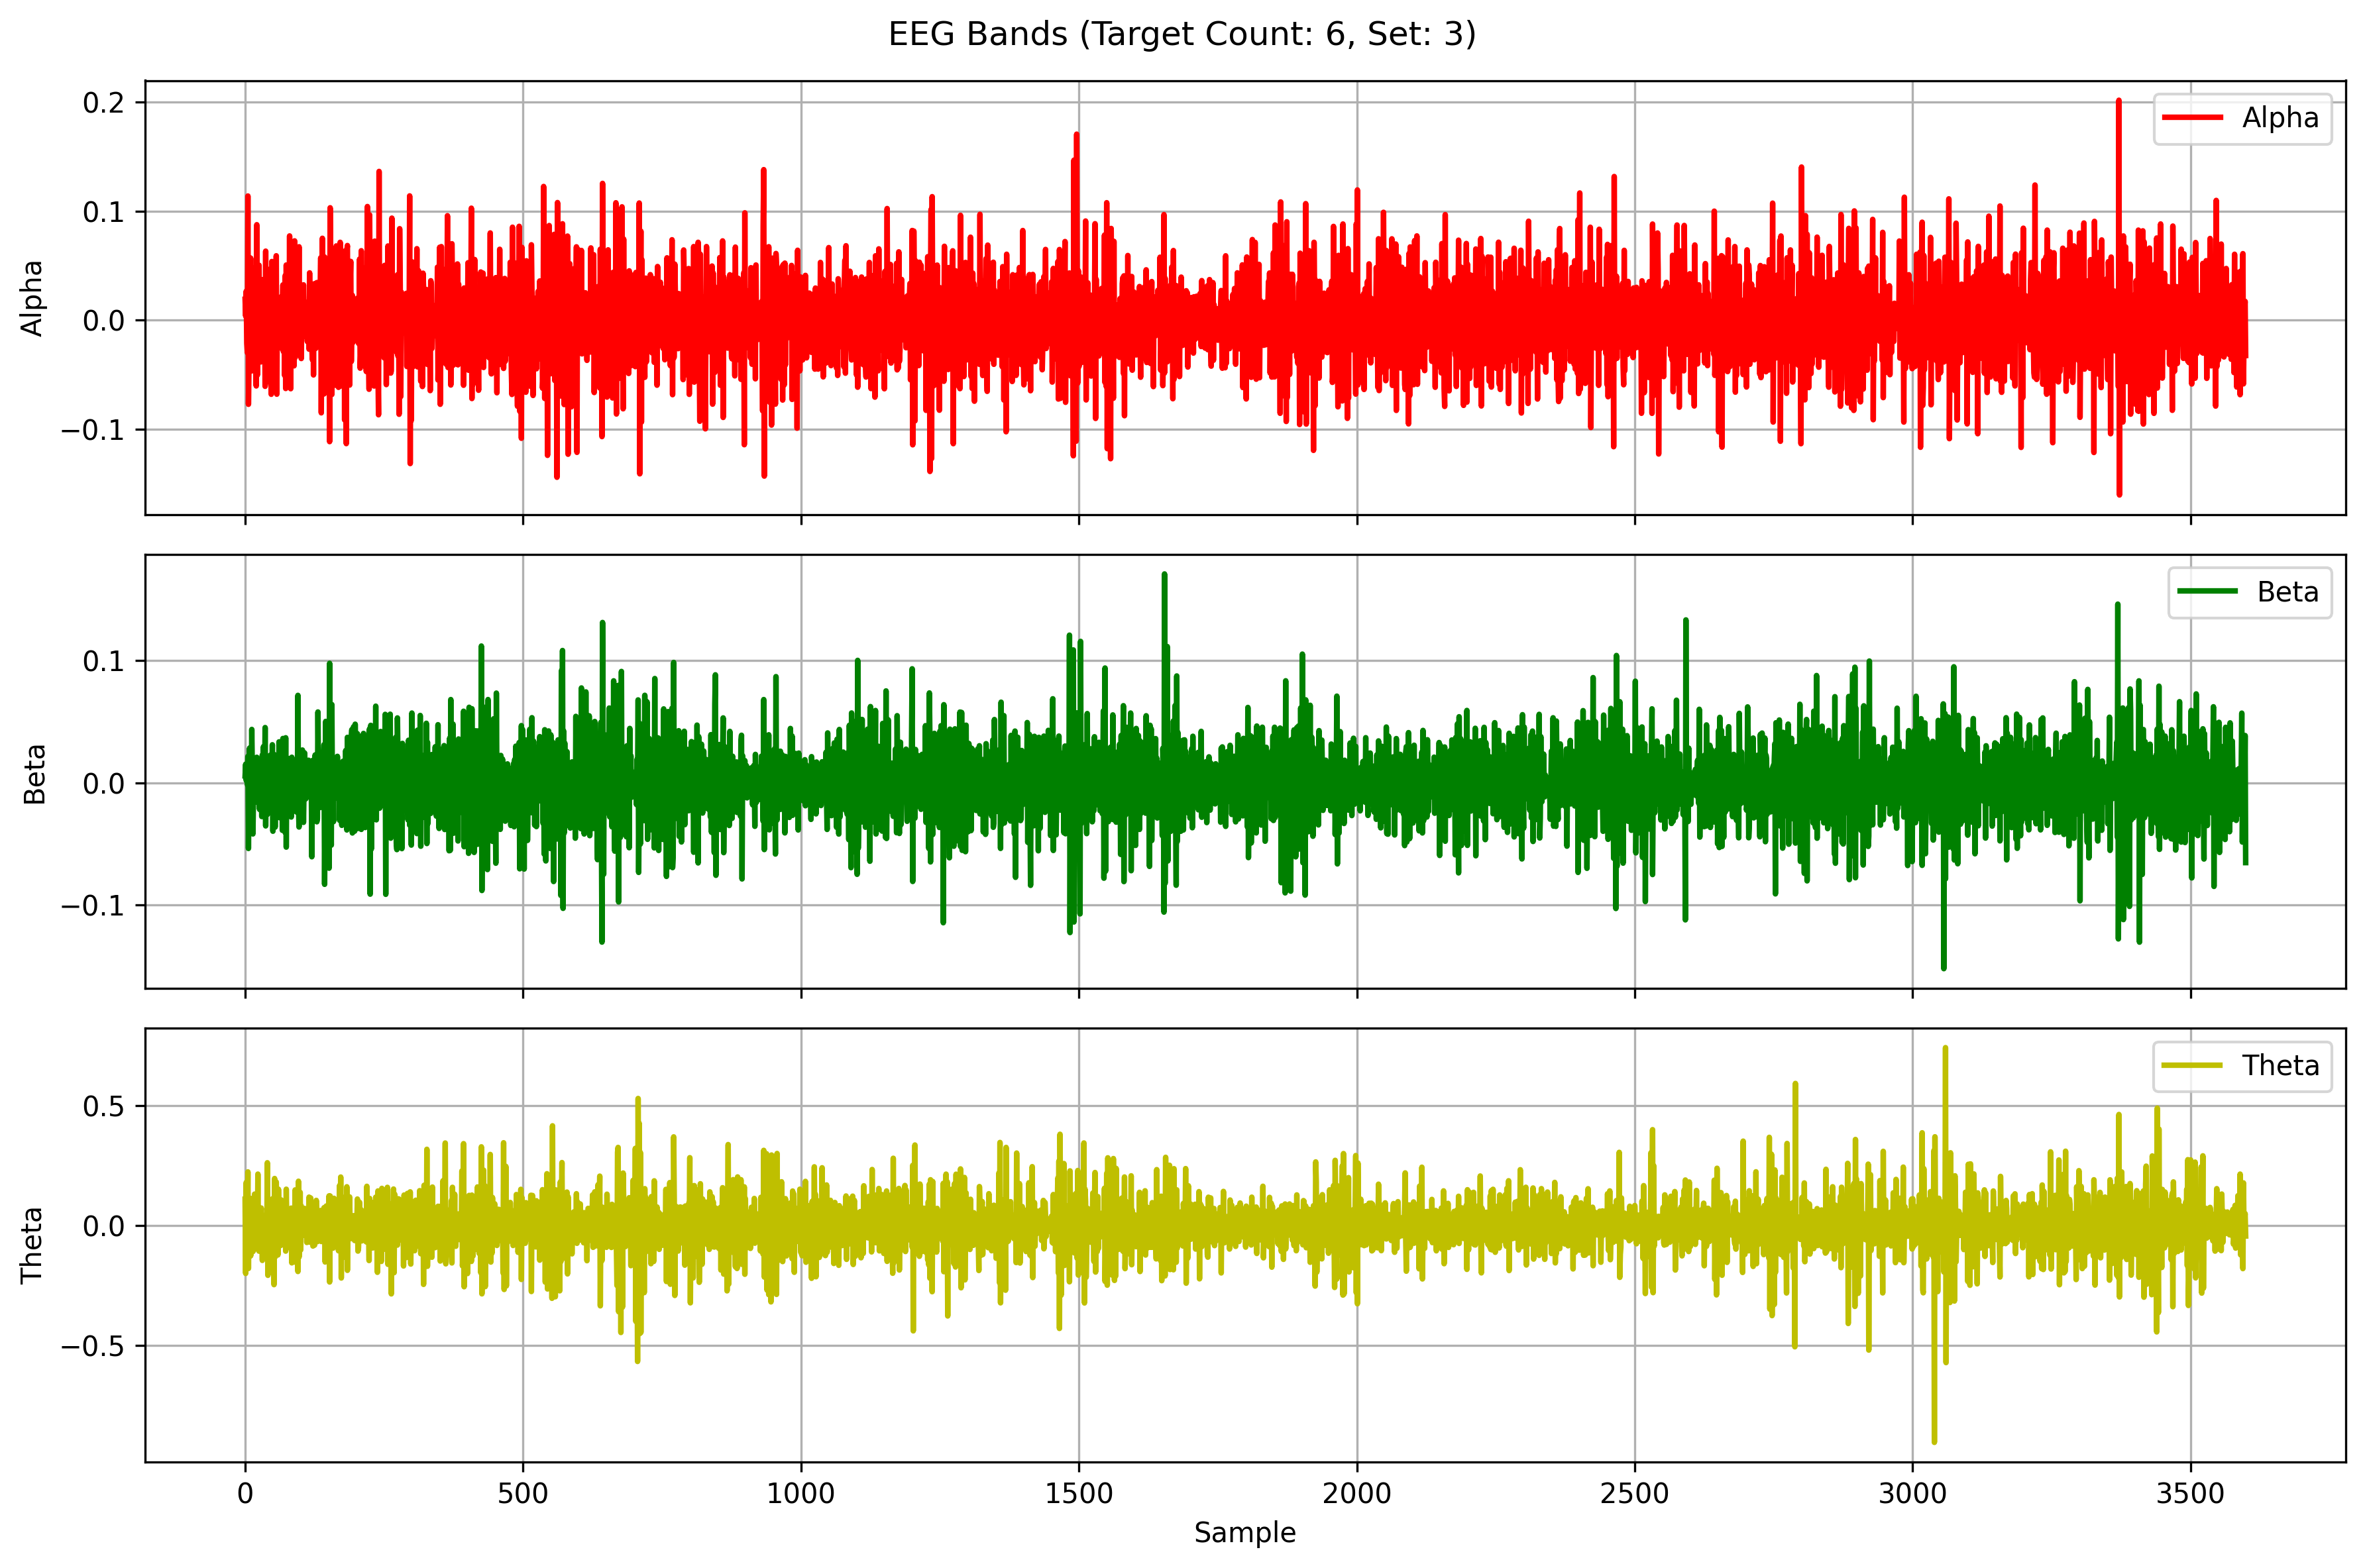 EEG Bands (Target Count: 6, Set: 3)
0.2
0.1
0.0
−0.1
Alpha
Alpha
0.1
0.0
−0.1
Beta
Beta
0.5
0.0
−0.5
Theta
Theta
0 500 1000 1500 2000 2500 3000 3500
Sample